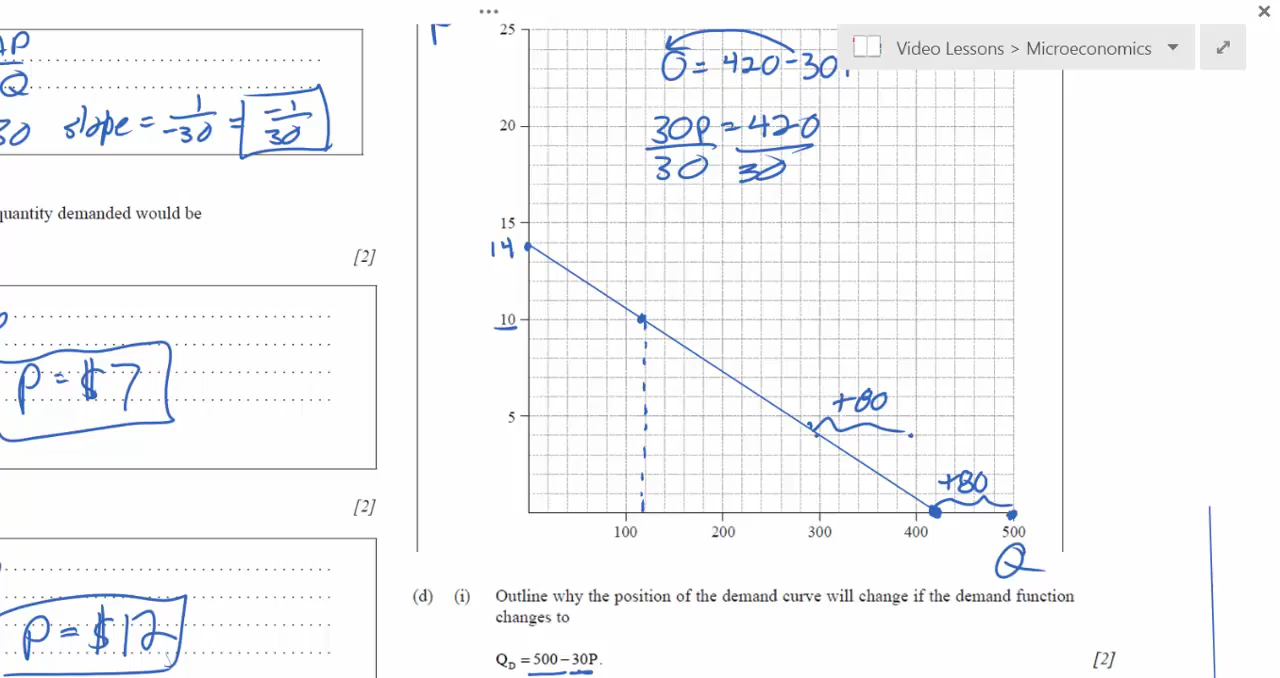 Video Lessons > Microeconomics
ΔP
Q
30 slope = 1/-30 = -1/30
quantity demanded would be
[2]
P = $7
[2]
P = $12
P
25
20
15
14
10
5
0 = 420 - 30
30P = 420
30 30
+80
+80
100 200 300 400 500
Q
(d) (i) Outline why the position of the demand curve will change if the demand function
changes to
QD = 500 – 30P. [2]